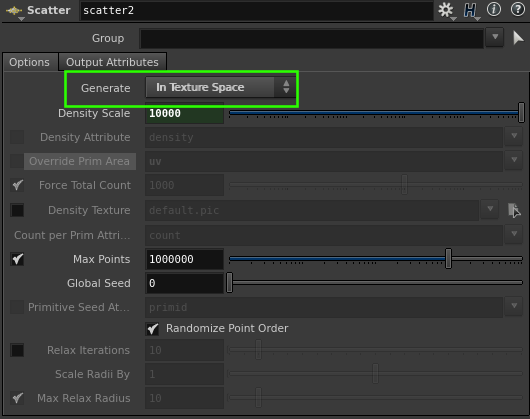 Scatter scatter2
Group
Options Output Attributes
Generate In Texture Space
Density Scale 10000
Density Attribute density
Override Prim Area uv
Force Total Count 1000
Density Texture default.pic
Count per Prim Attri... count
Max Points 1000000
Global Seed 0
Primitive Seed At... primid
Randomize Point Order
Relax Iterations 10
Scale Radii By 1
Max Relax Radius 10